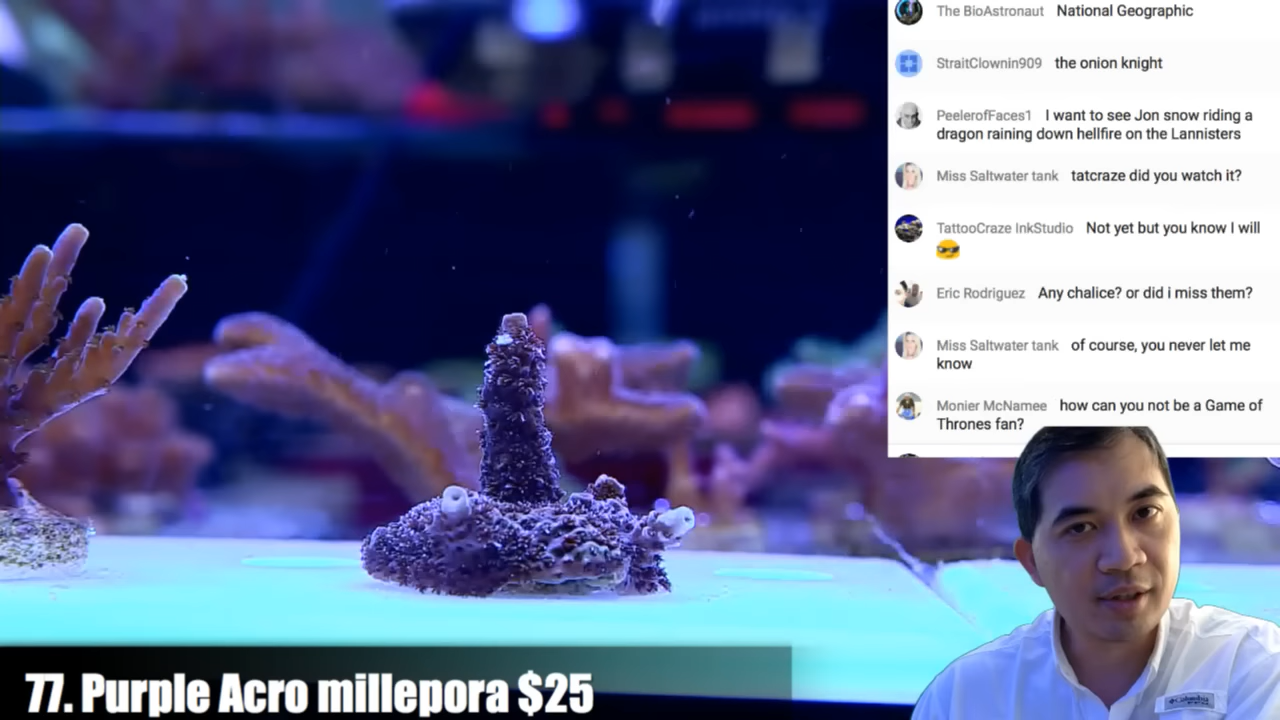 The BioAstronaut National Geographic
StraitClownin909 the onion knight
PeelerofFaces1 I want to see Jon snow riding a
dragon raining down hellfire on the Lannisters
Miss Saltwater tank tatcraze did you watch it?
TattooCraze InkStudio Not yet but you know I will
😎
Eric Rodriguez Any chalice? or did i miss them?
Miss Saltwater tank of course, you never let me
know
Monier McNamee how can you not be a Game of
Thrones fan?
Columbia
77. Purple Acro millepora $25